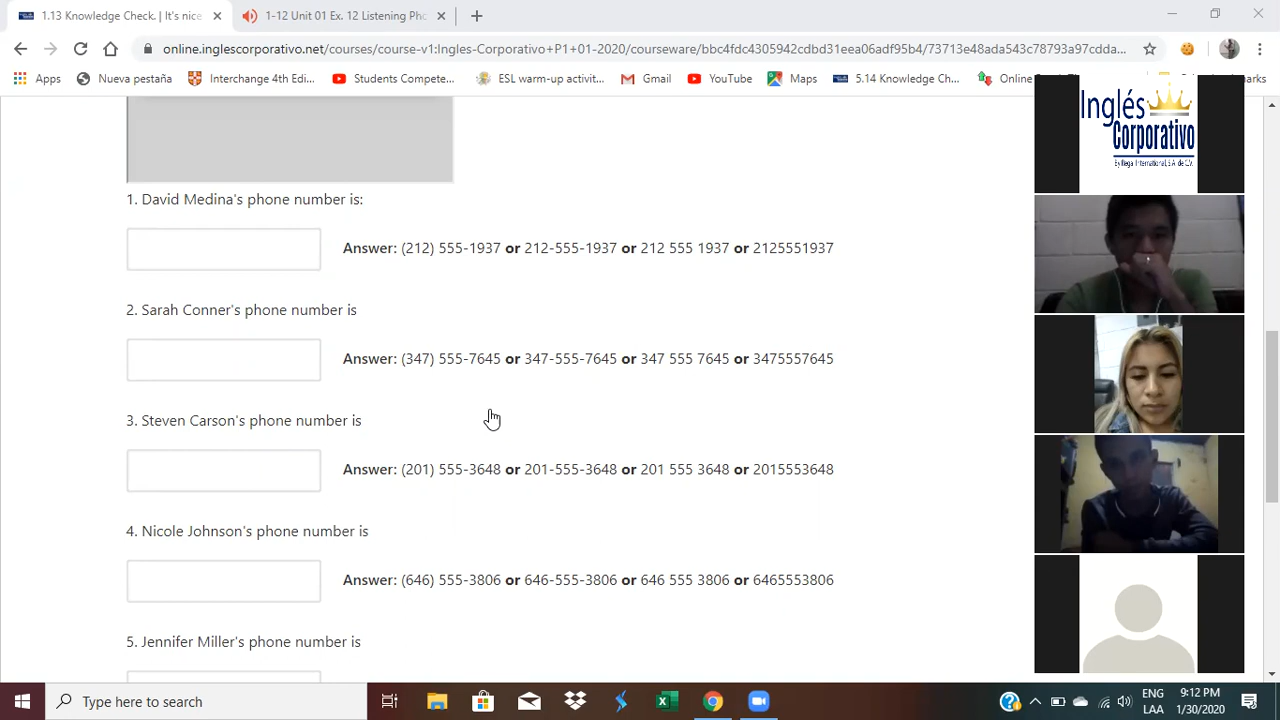 1.13 Knowledge Check. | It's nice
1-12 Unit 01 Ex. 12 Listening Pho
online.inglescorporativo.net/courses/course-v1:Ingles-Corporativo+P1+01-2020/courseware/bbc4fdc4305942cdbd31eea06adf95b4/73713e48ada543c78793a97cdda...
Apps
Nueva pestaña
Interchange 4th Edi...
Students Compete...
ESL warm-up activit...
Gmail
YouTube
Maps
5.14 Knowledge Ch...
Inglés
Corporativo
1. David Medina's phone number is:
Answer: (212) 555-1937 or 212-555-1937 or 212 555 1937 or 2125551937
2. Sarah Conner's phone number is
Answer: (347) 555-7645 or 347-555-7645 or 347 555 7645 or 3475557645
3. Steven Carson's phone number is
Answer: (201) 555-3648 or 201-555-3648 or 201 555 3648 or 2015553648
4. Nicole Johnson's phone number is
Answer: (646) 555-3806 or 646-555-3806 or 646 555 3806 or 6465553806
5. Jennifer Miller's phone number is
Type here to search
ENG
LAA
9:12 PM
1/30/2020